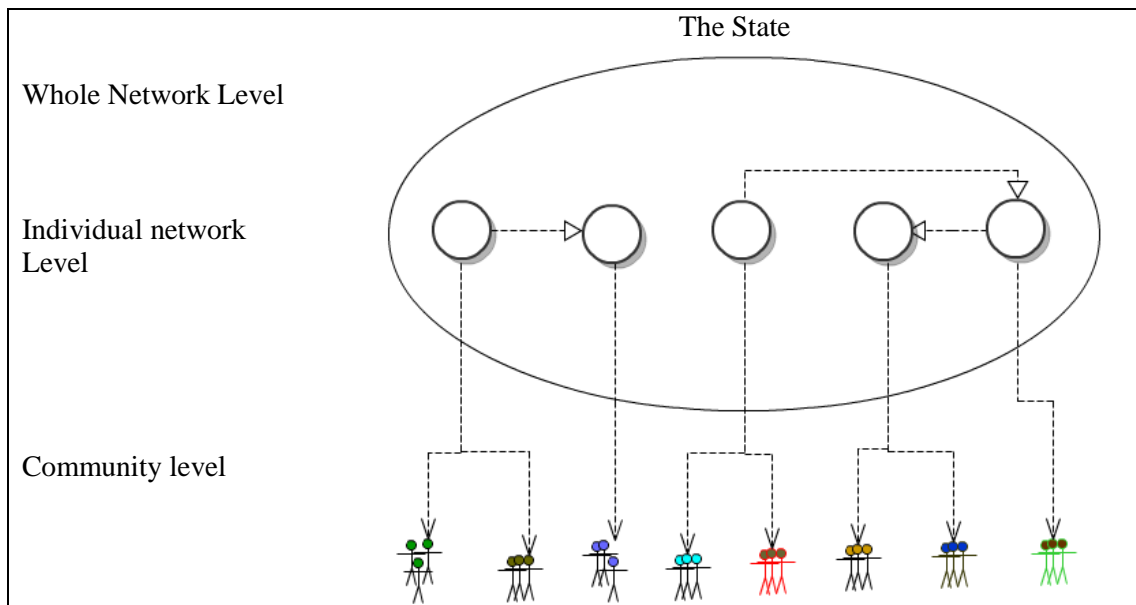 The State
Whole Network Level
Individual network
Level
Community level